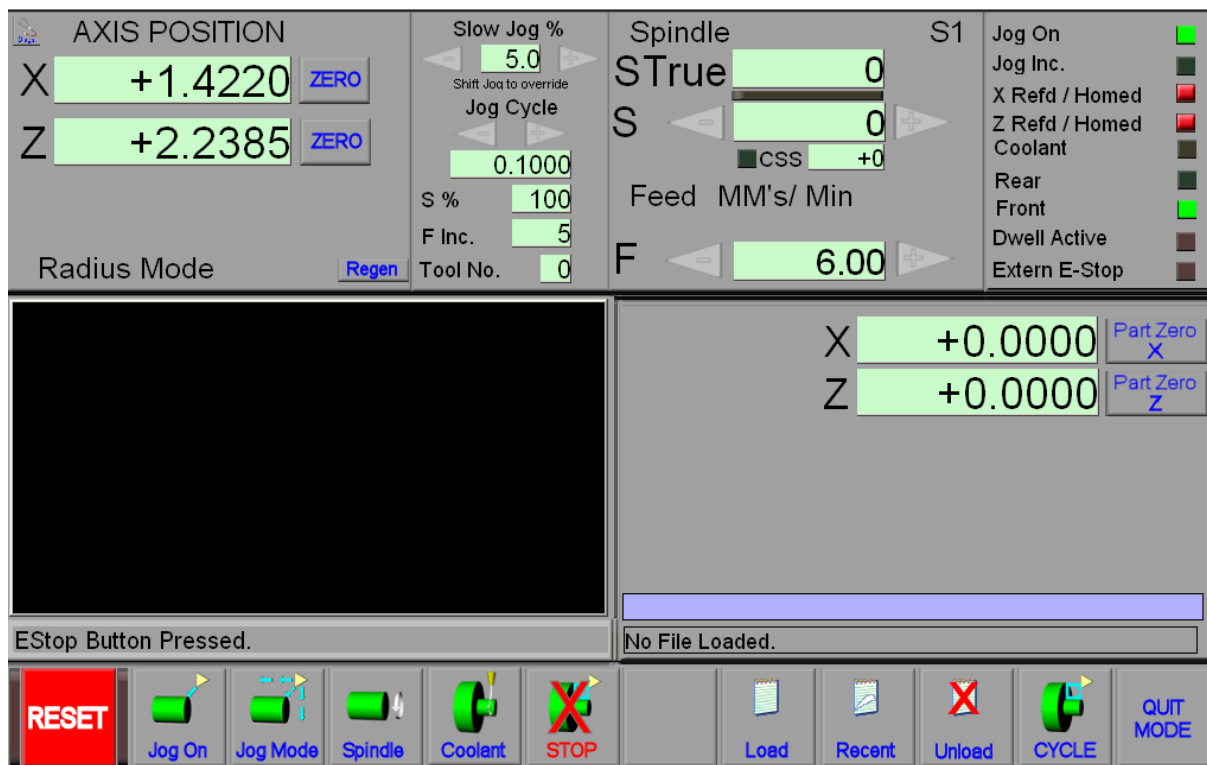 AXIS POSITION
X +1.4220 ZERO
Z +2.2385 ZERO
Radius Mode Regen
Slow Jog %
5.0
Shift Jog to override
Jog Cycle
0.1000
S % 100
F Inc. 5
Tool No. 0
Spindle S1
STrue 0
S 0
CSS +0
Feed MM's/ Min
F 6.00
Jog On
Jog Inc.
X Refd / Homed
Z Refd / Homed
Coolant
Rear
Front
Dwell Active
Extern E-Stop
X +0.0000 Part Zero
X
Z +0.0000 Part Zero
Z
EStop Button Pressed.
No File Loaded.
RESET
Jog On
Jog Mode
Spindle
Coolant
STOP
Load
Recent
Unload
CYCLE
QUIT
MODE